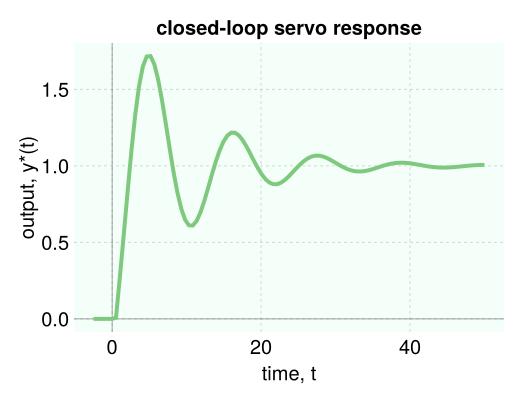 closed-loop servo response
output, y*(t)
1.5
1.0
0.5
0.0
0 20 40
time, t